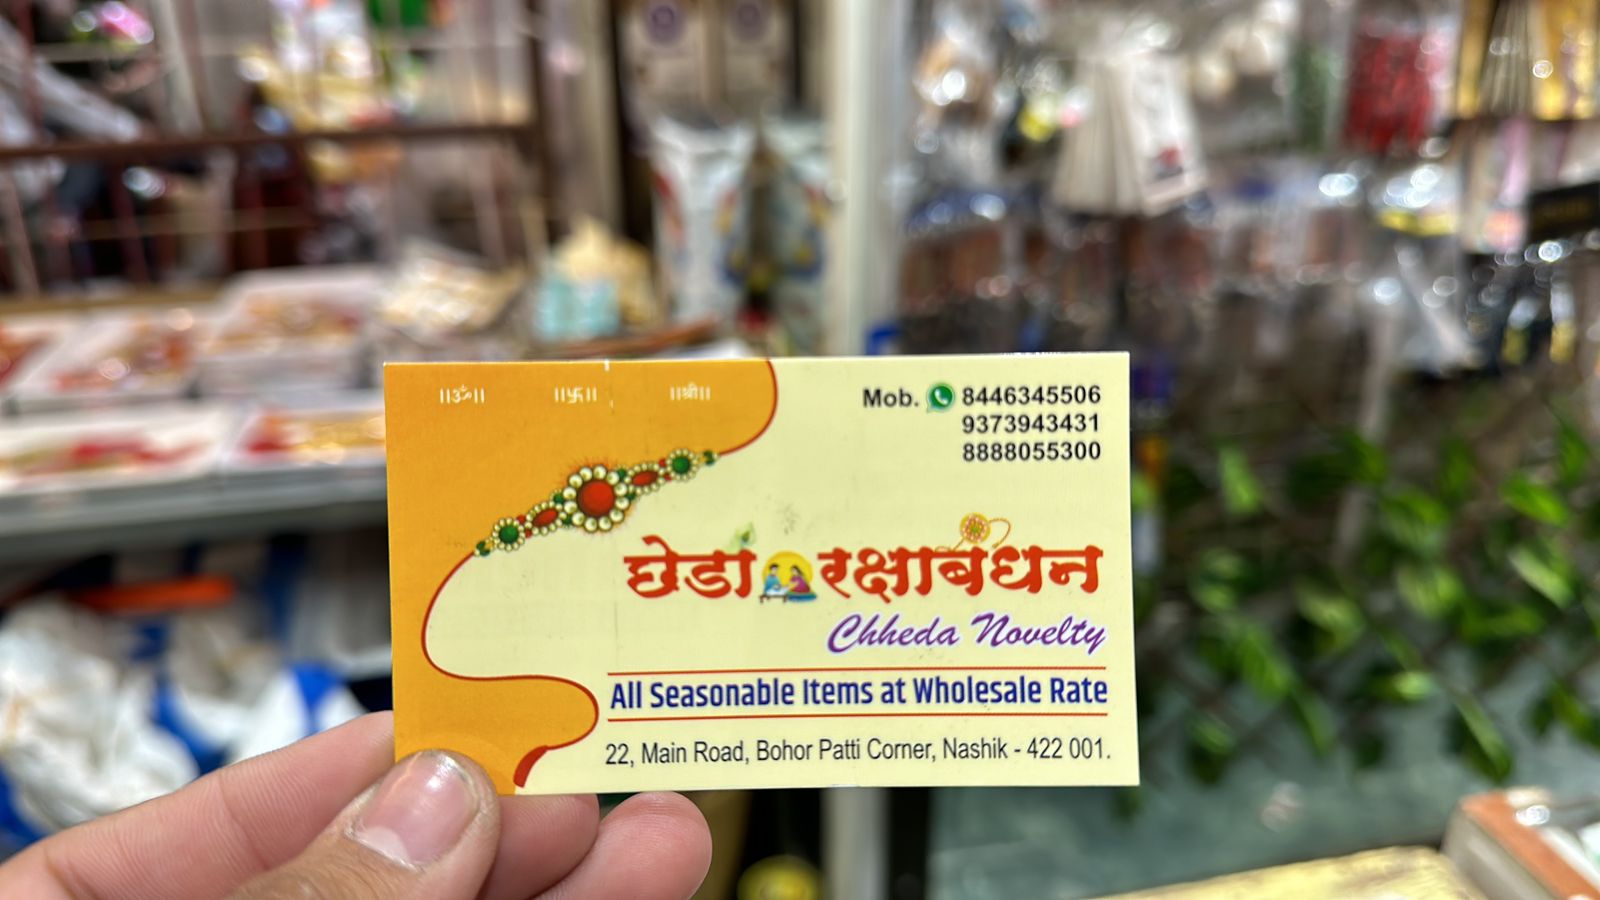 ॥ॐ॥ ॥卐॥ ॥श्री॥
Mob. 8446345506
9373943431
8888055300
छेडा रक्षाबंधन
Chheda Novelty
All Seasonable Items at Wholesale Rate
22, Main Road, Bohor Patti Corner, Nashik - 422 001.